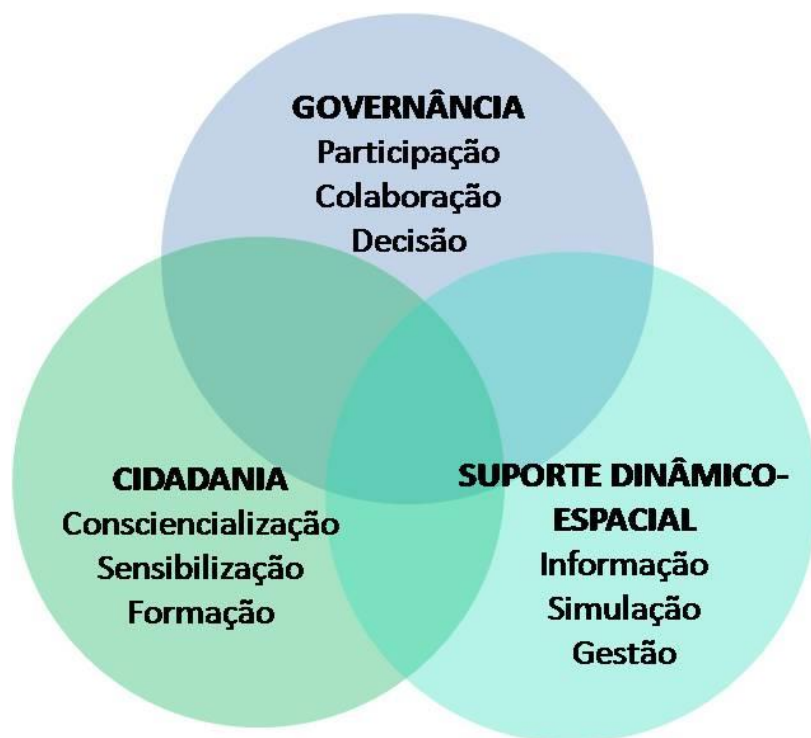 GOVERNÂNCIA
Participação
Colaboração
Decisão
CIDADANIA
Consciencialização
Sensibilização
Formação
SUPORTE DINÂMICO-
ESPACIAL
Informação
Simulação
Gestão